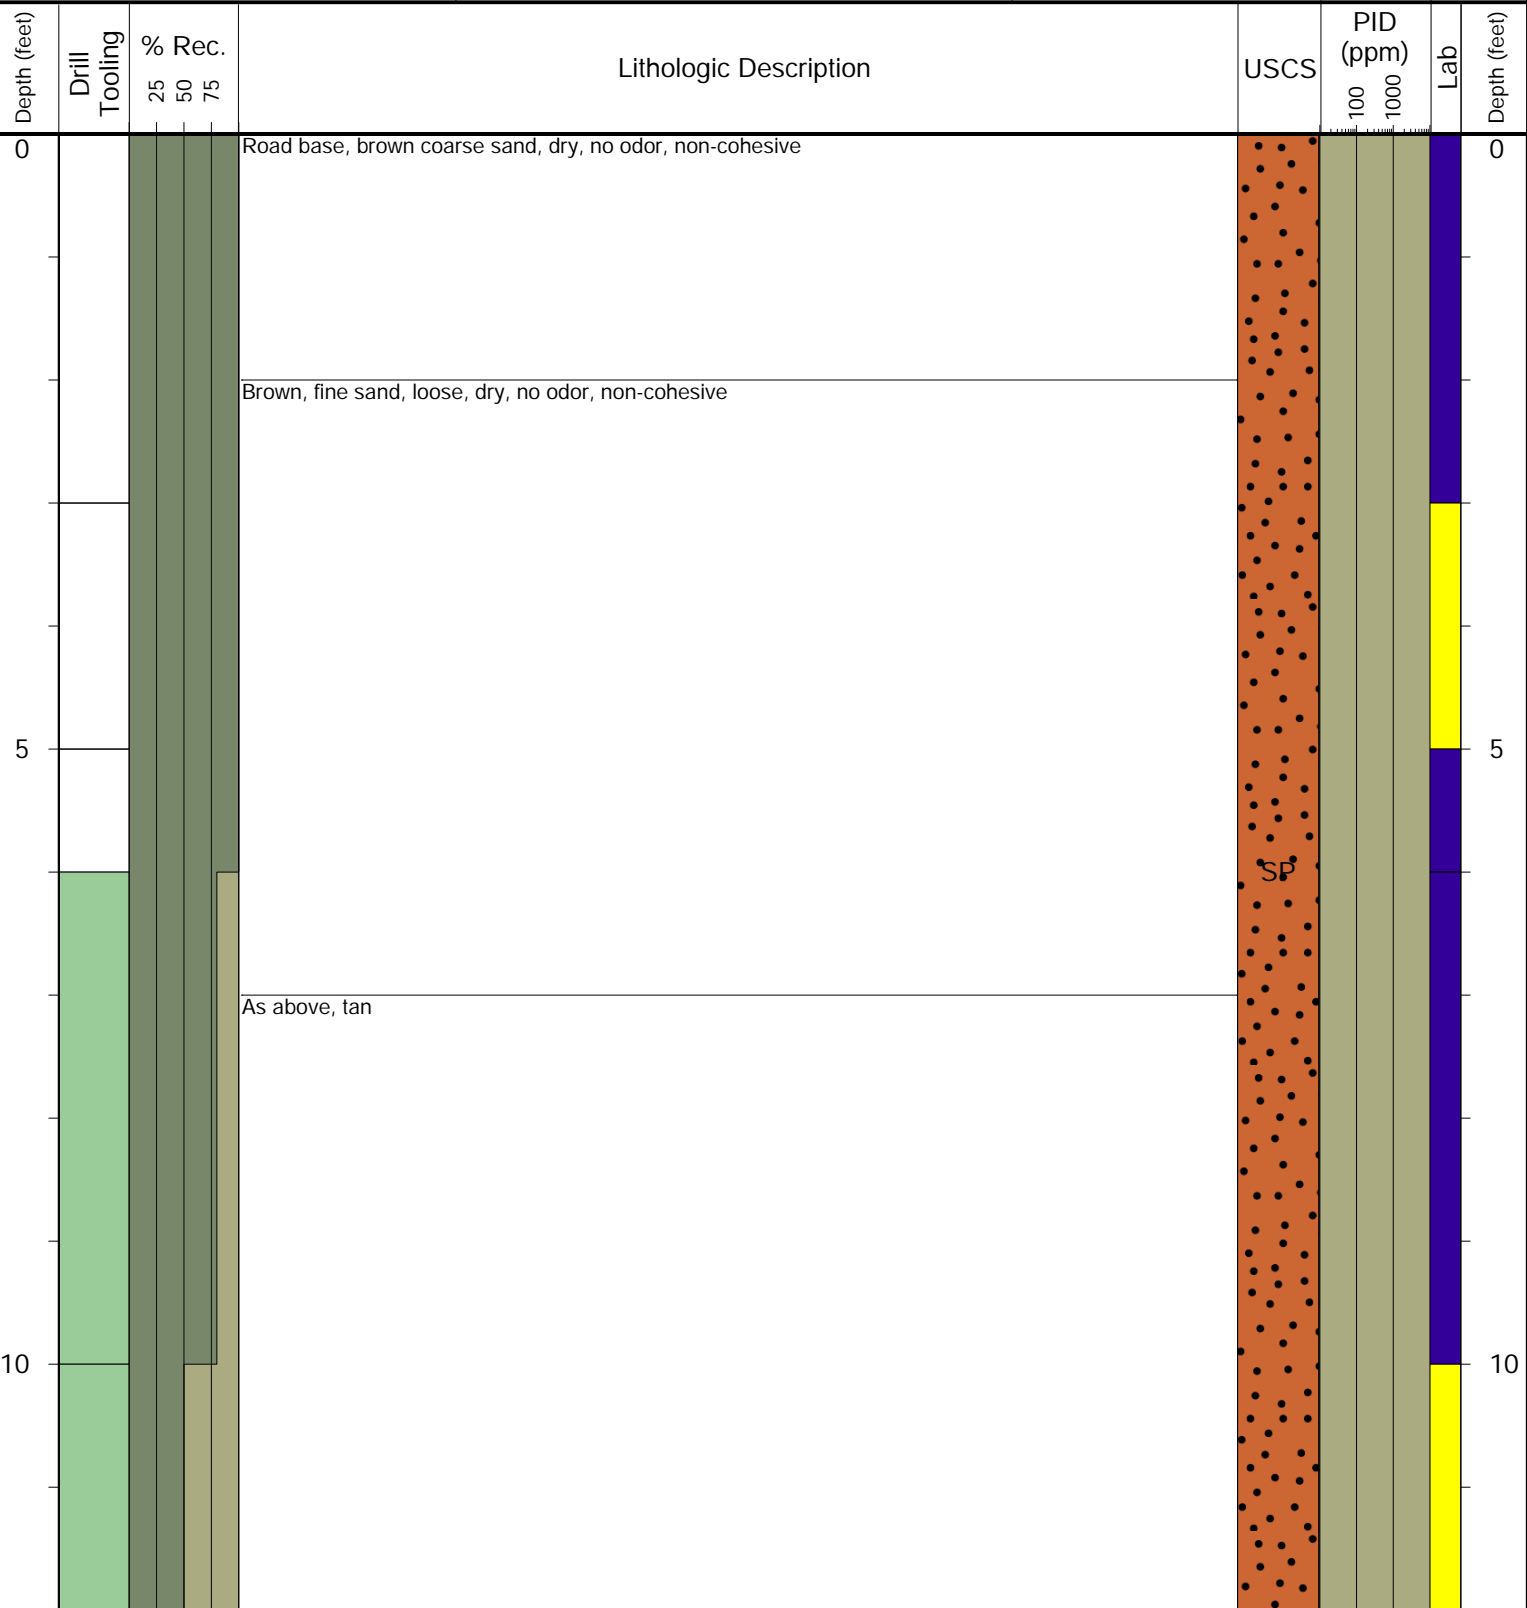 Depth (feet)
Drill
Tooling
% Rec.
25
50
75
Lithologic Description
USCS
PID
(ppm)
100
1000
Lab
Depth (feet)
0
Road base, brown coarse sand, dry, no odor, non-cohesive
0
Brown, fine sand, loose, dry, no odor, non-cohesive
5
5
SP
As above, tan
10
10